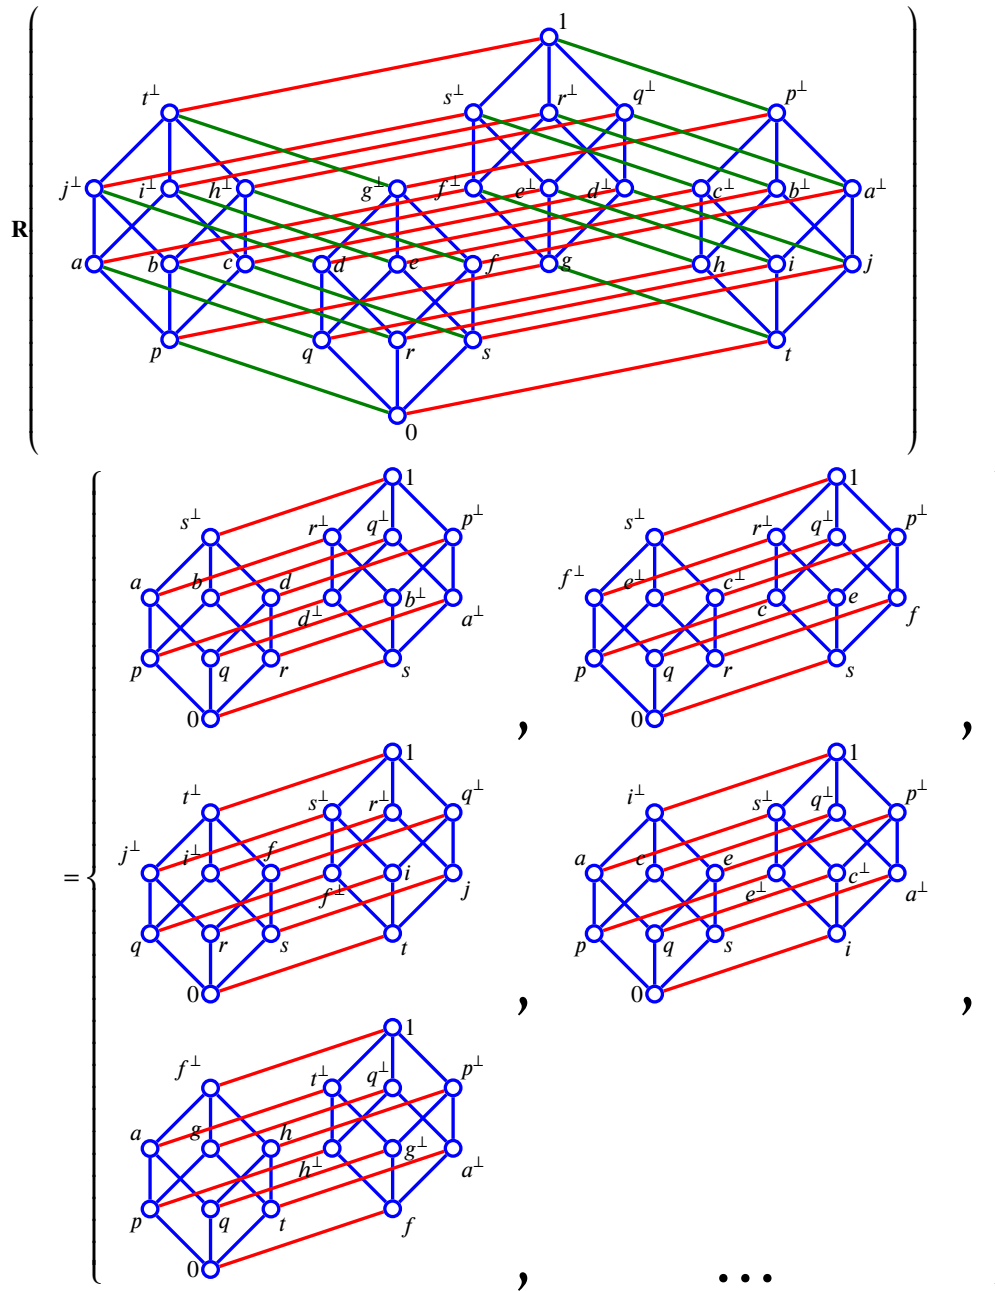 1
t⊥ s⊥ r⊥ q⊥ p⊥
j⊥ i⊥ h⊥ g⊥ f⊥ e⊥ d⊥ c⊥ b⊥ a⊥
R
a b c d e f g h i j
p q r s t
0
1 1
s⊥ r⊥ q⊥ p⊥ s⊥ r⊥ q⊥ p⊥
a b d d⊥ b⊥ a⊥ f⊥ e⊥ c⊥ c e f
p q r s p q r s
0 , 0 ,
1 1
t⊥ s⊥ r⊥ q⊥ i⊥ s⊥ q⊥ p⊥
j⊥ i⊥ f f⊥ i j a c e e⊥ c⊥ a⊥
=
q r s t p q s i
0 , 0 ,
1
f⊥ t⊥ q⊥ p⊥
a g h h⊥ g⊥ a⊥
p q t f
0 , ...